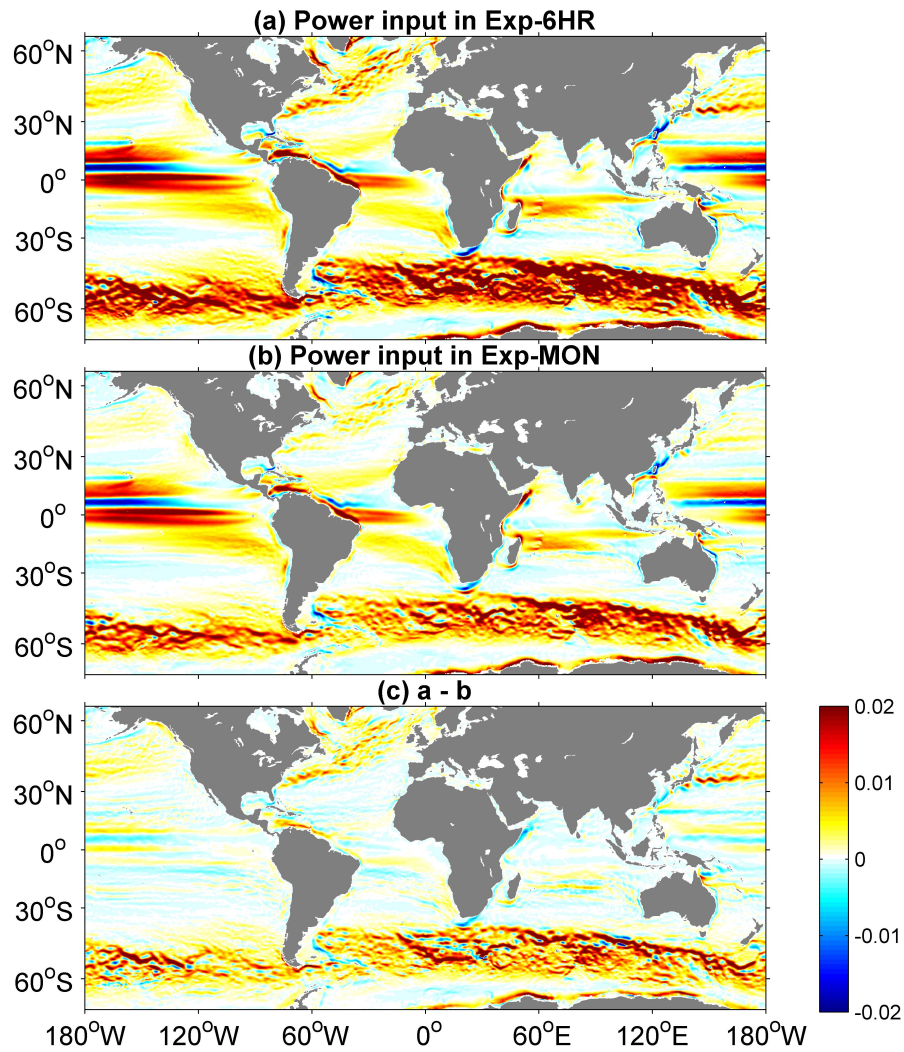 (a) Power input in Exp-6HR
60°N
30°N
0°
30°S
60°S
(b) Power input in Exp-MON
60°N
30°N
0°
30°S
60°S
(c) a - b
60°N
30°N
0°
30°S
60°S
0.02
0.01
0
-0.01
-0.02
180°W 120°W 60°W 0° 60°E 120°E 180°W